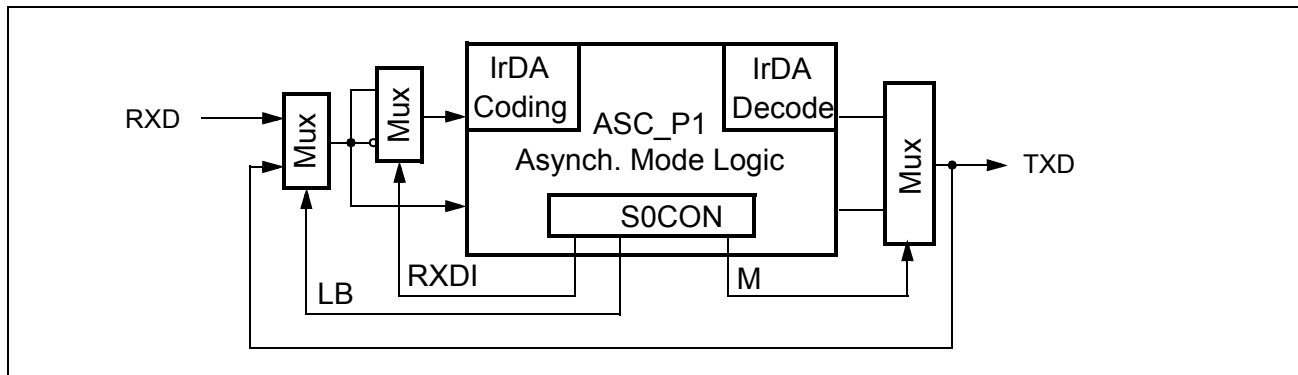 IrDA
Coding
IrDA
Decode
RXD
Mux
Mux
ASC_P1
Asynch. Mode Logic
Mux
TXD
S0CON
RXDI
M
LB